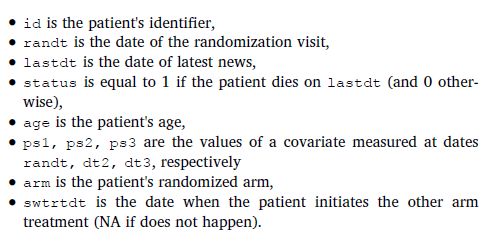 • id is the patient's identifier,
• randt is the date of the randomization visit,
• lastdt is the date of latest news,
• status is equal to 1 if the patient dies on lastdt (and 0 other-
wise),
• age is the patient's age,
• ps1, ps2, ps3 are the values of a covariate measured at dates
randt, dt2, dt3, respectively
• arm is the patient's randomized arm,
• swtrtdt is the date when the patient initiates the other arm
treatment (NA if does not happen).